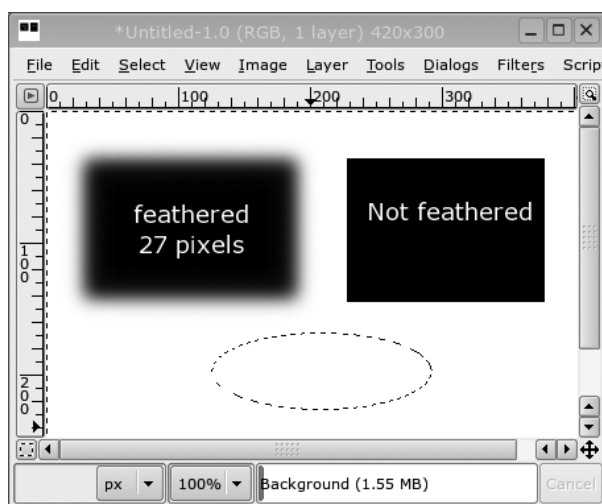 *Untitled-1.0 (RGB, 1 layer) 420x300
File Edit Select View Image Layer Tools Dialogs Filters Scrip
0 100 200 300
0
100
200
feathered
27 pixels
Not feathered
px 100% Background (1.55 MB) Cancel